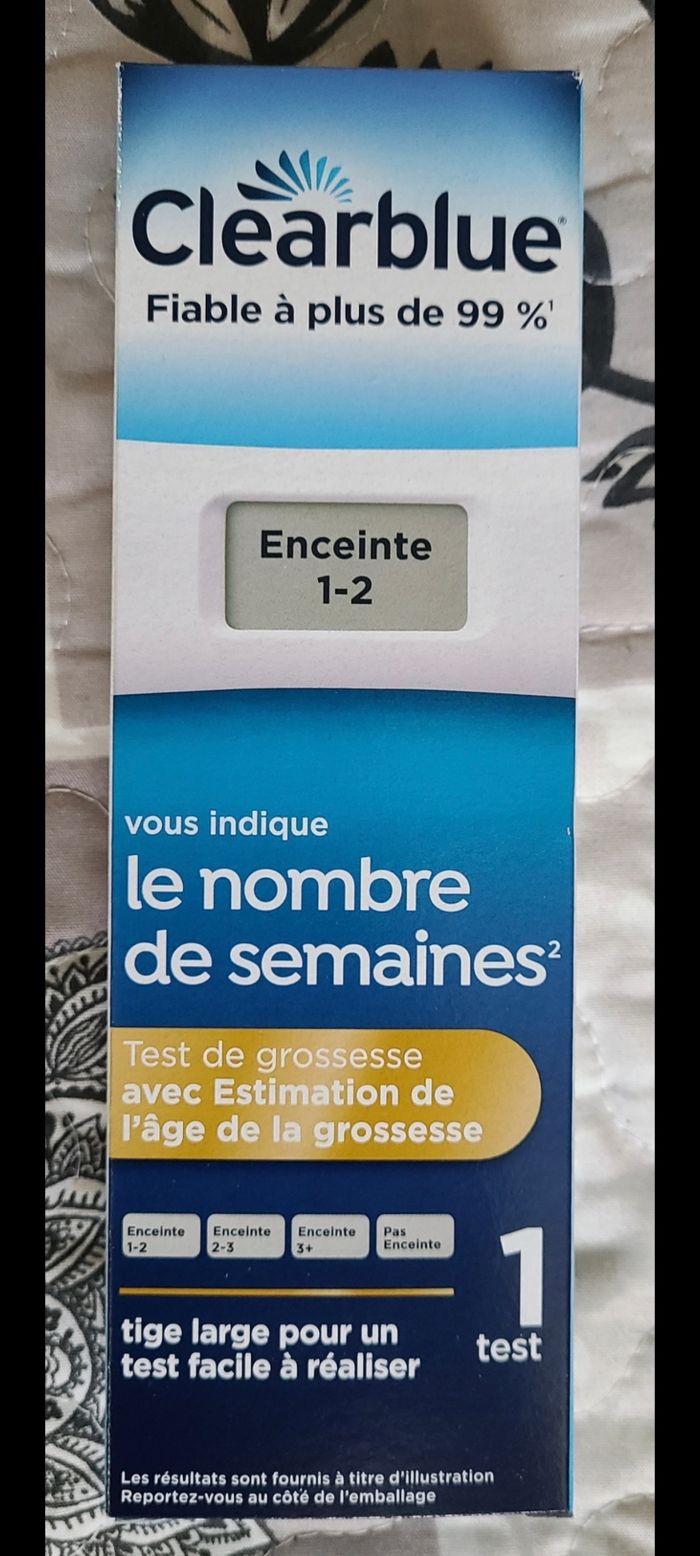 Clearblue®
Fiable à plus de 99 %¹
Enceinte
1-2
vous indique
le nombre
de semaines²
Test de grossesse
avec Estimation de
l'âge de la grossesse
Enceinte
1-2
Enceinte
2-3
Enceinte
3+
Pas
Enceinte
1
test
tige large pour un
test facile à réaliser
Les résultats sont fournis à titre d'illustration
Reportez-vous au côté de l'emballage